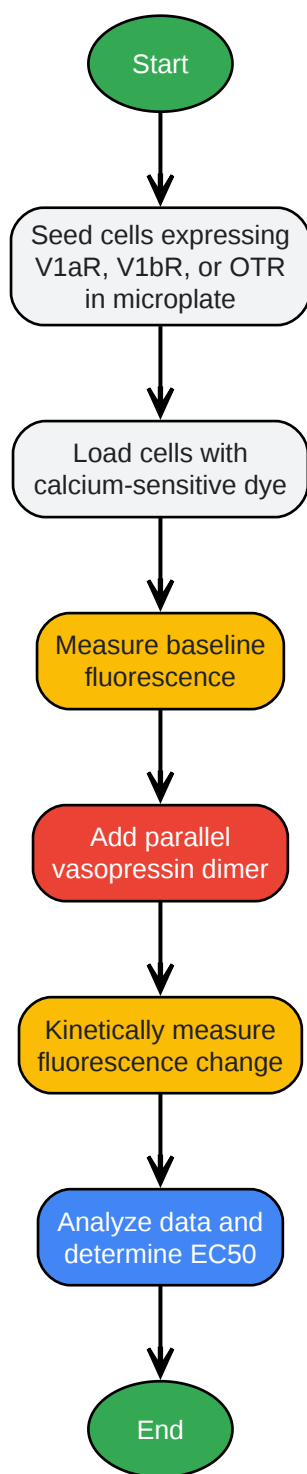 Start
Seed cells expressing
V1aR, V1bR, or OTR
in microplate
Load cells with
calcium-sensitive dye
Measure baseline
fluorescence
Add parallel
vasopressin dimer
Kinetically measure
fluorescence change
Analyze data and
determine EC50
End